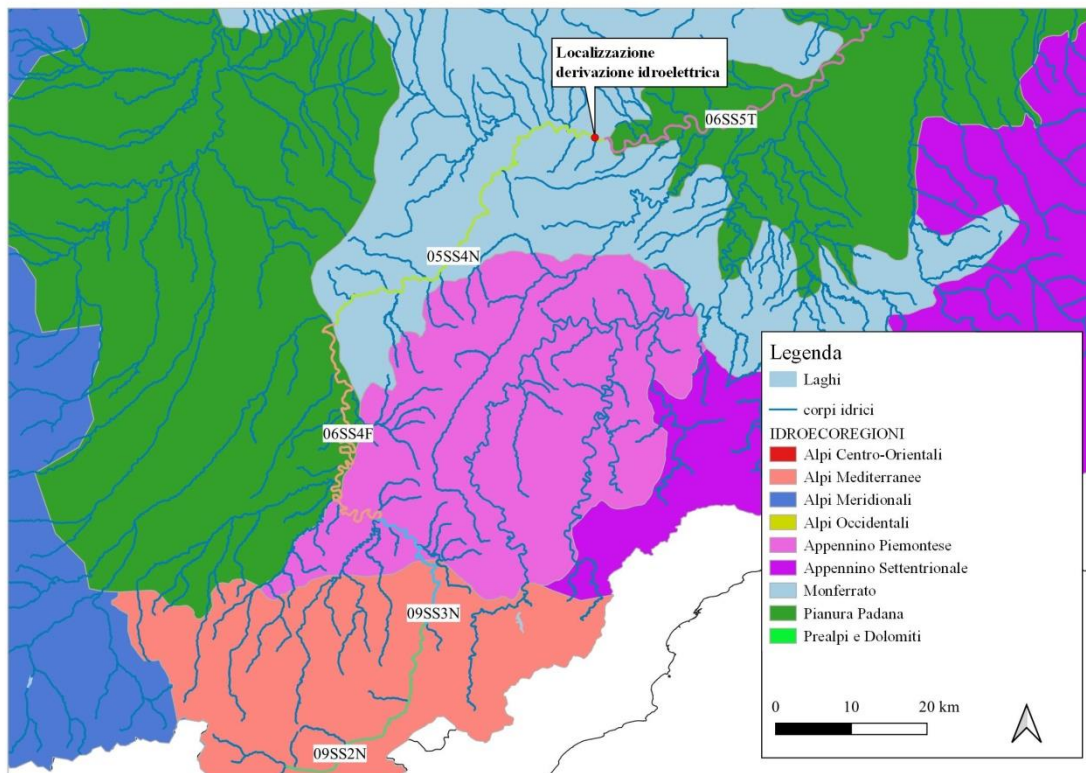 Localizzazione
derivazione idroelettrica
06SS5T
05SS4N
06SS4F
09SS3N
09SS2N
Legenda
Laghi
corpi idrici
IDROECOREGIONI
Alpi Centro-Orientali
Alpi Mediterranee
Alpi Meridionali
Alpi Occidentali
Appennino Piemontese
Appennino Settentrionale
Monferrato
Pianura Padana
Prealpi e Dolomiti
0 10 20 km